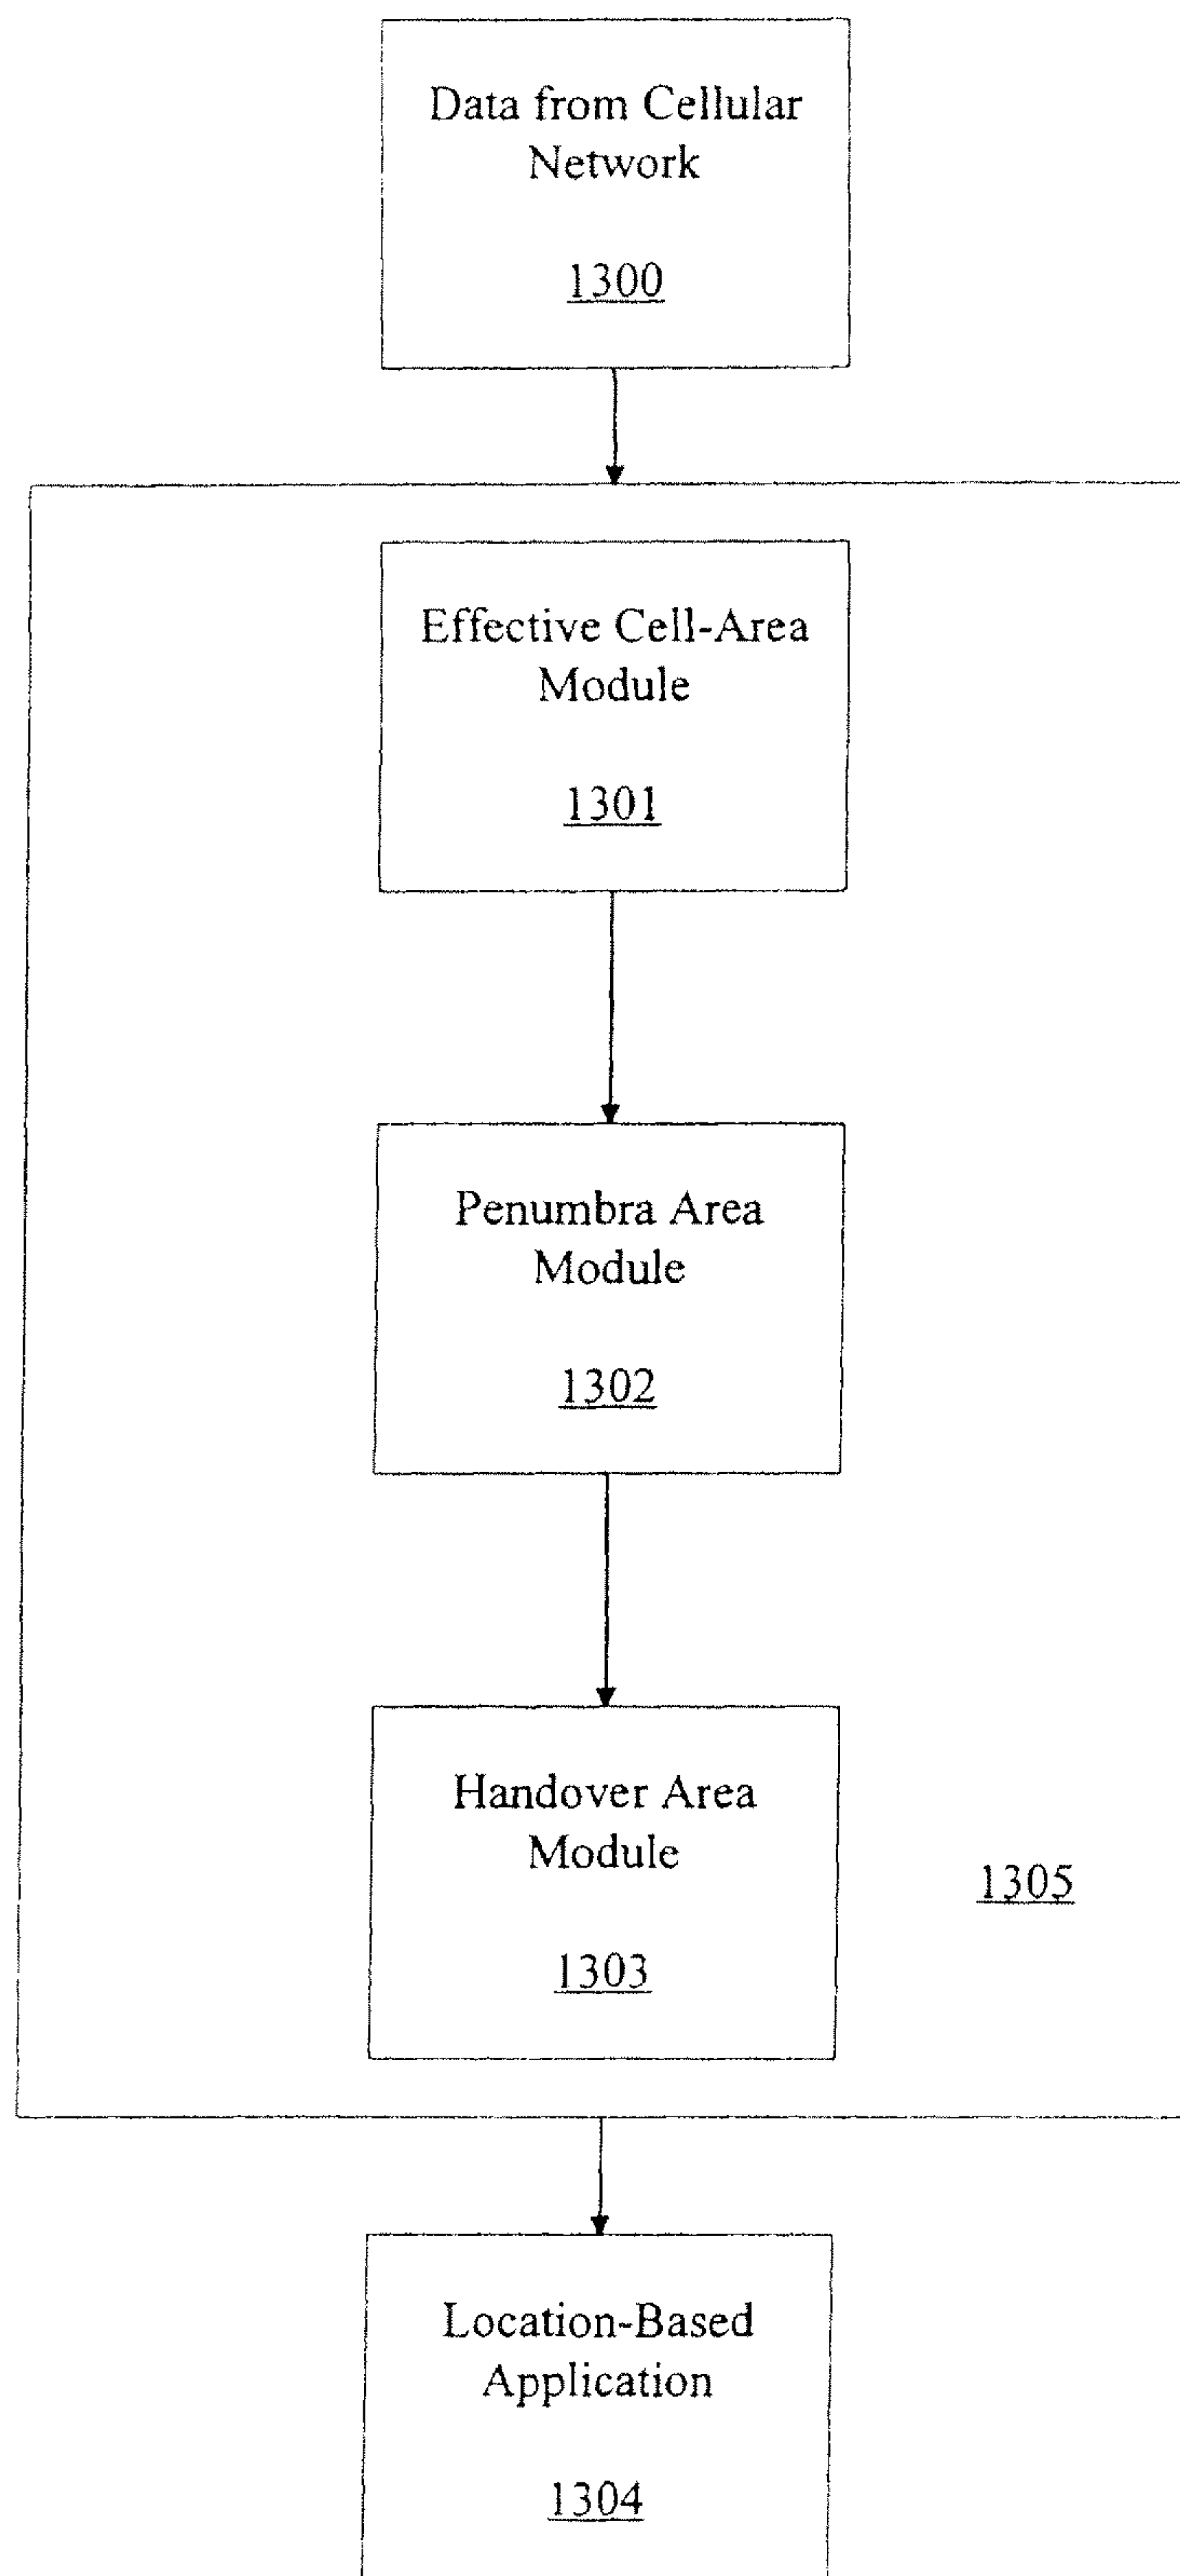 Data from Cellular
Network
1300
Effective Cell-Area
Module
1301
Penumbra Area
Module
1302
Handover Area
Module
1303
1305
Location-Based
Application
1304